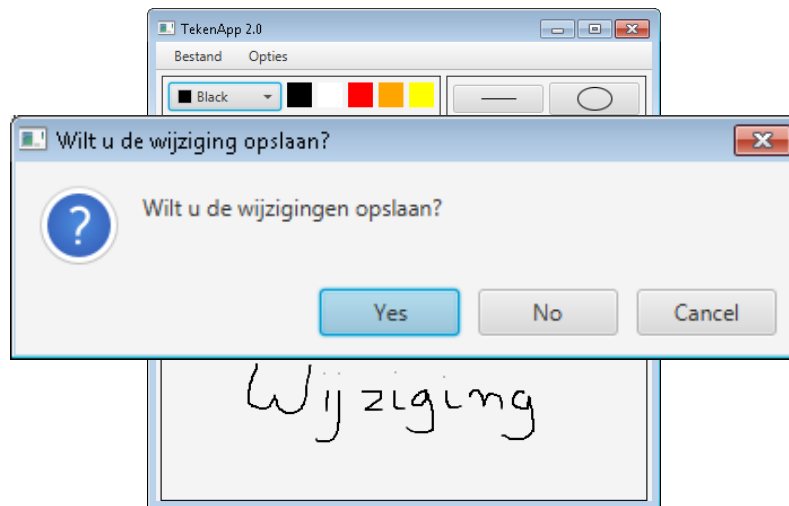 TekenApp 2.0
Bestand Opties
Black
Wilt u de wijziging opslaan?
Wilt u de wijzigingen opslaan?
Yes No Cancel
Wijziging